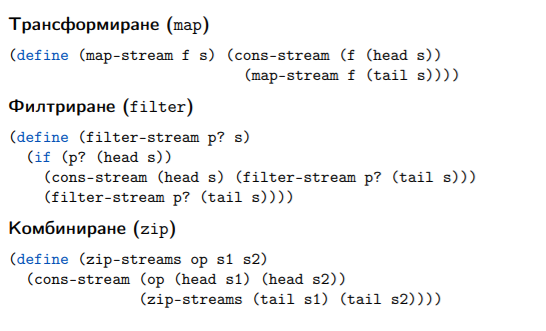 Трансформиране (map)
(define (map-stream f s) (cons-stream (f (head s))
(map-stream f (tail s))))
Филтриране (filter)
(define (filter-stream p? s)
(if (p? (head s))
(cons-stream (head s) (filter-stream p? (tail s)))
(filter-stream p? (tail s))))
Комбиниране (zip)
(define (zip-streams op s1 s2)
(cons-stream (op (head s1) (head s2))
(zip-streams (tail s1) (tail s2))))